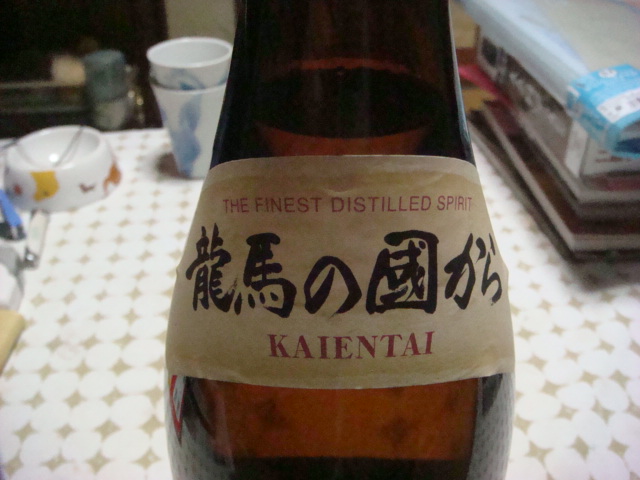 THE FINEST DISTILLED SPIRIT
龍馬の國から
KAIENTAI